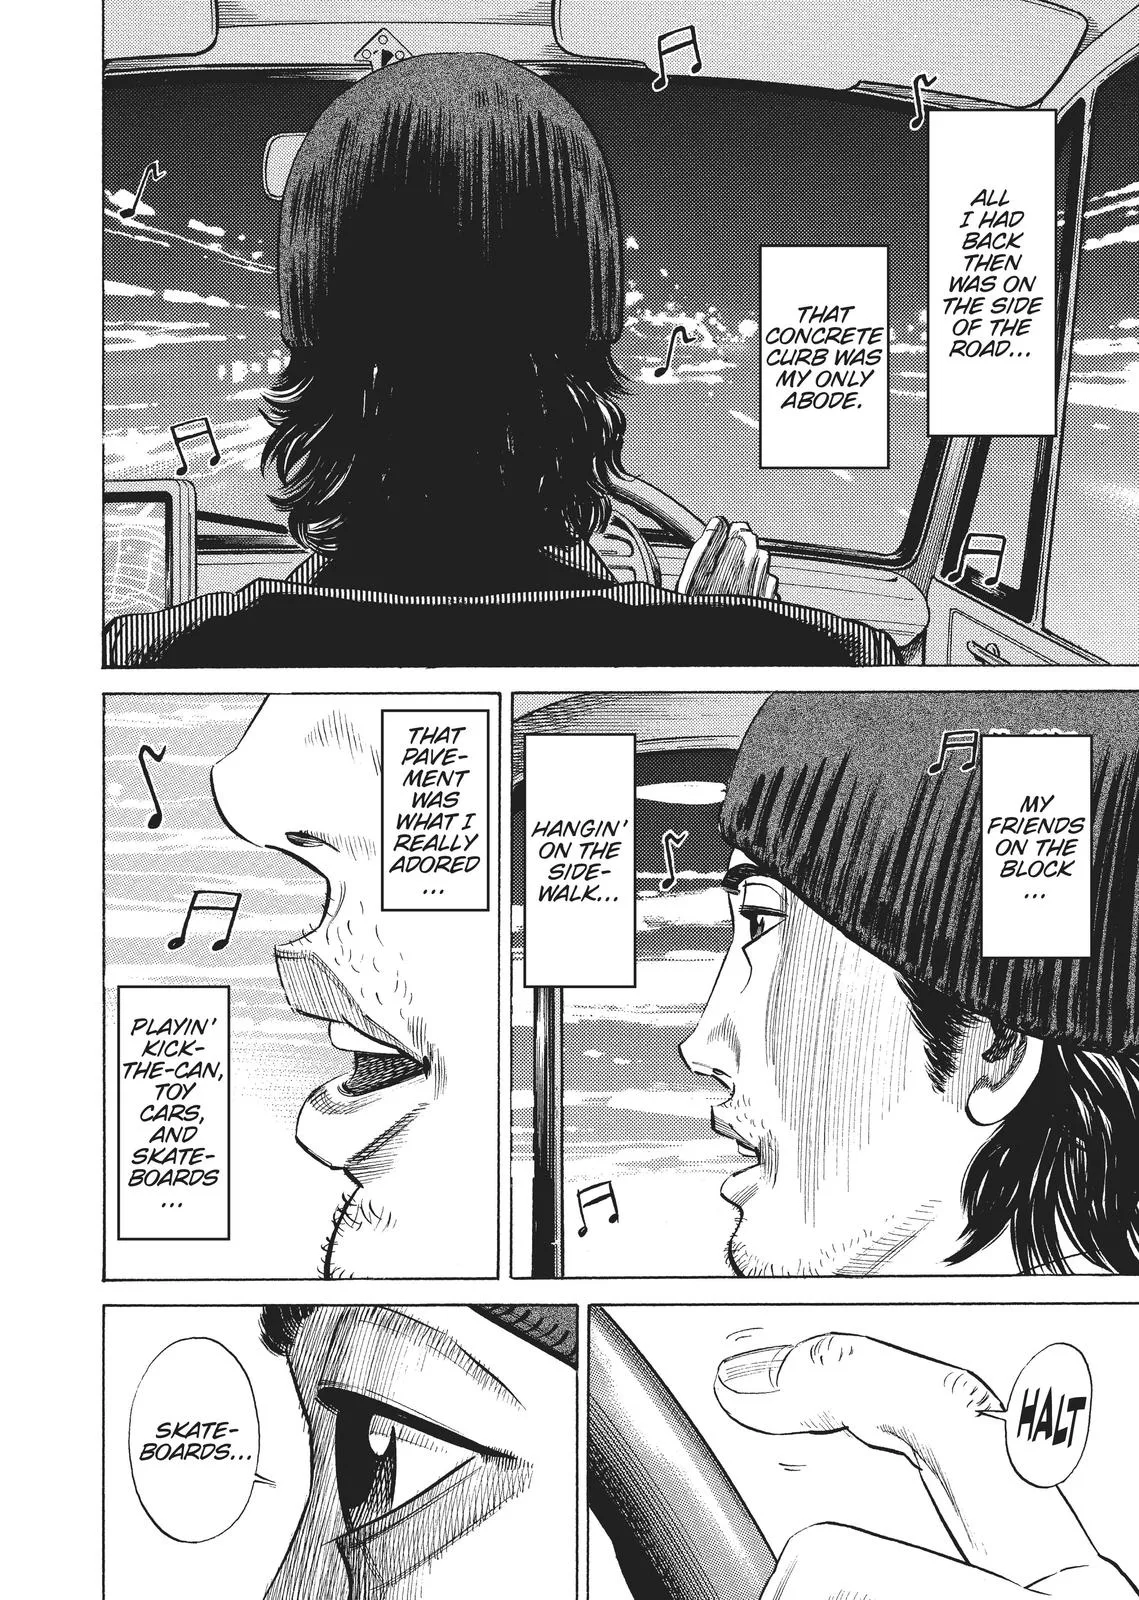 ALL
I HAD
BACK
THEN
WAS ON
THE SIDE
OF THE
ROAD...
THAT
CONCRETE
CURB WAS
MY ONLY
ABODE.
MY
FRIENDS
ON THE
BLOCK
...
HANGIN'
ON THE
SIDE-
WALK...
THAT
PAVE-
MENT
WAS
WHAT I
REALLY
ADORED
...
PLAYIN'
KICK-
THE-CAN,
TOY
CARS,
AND
SKATE-
BOARDS
...
HALT
SKATE-
BOARDS...